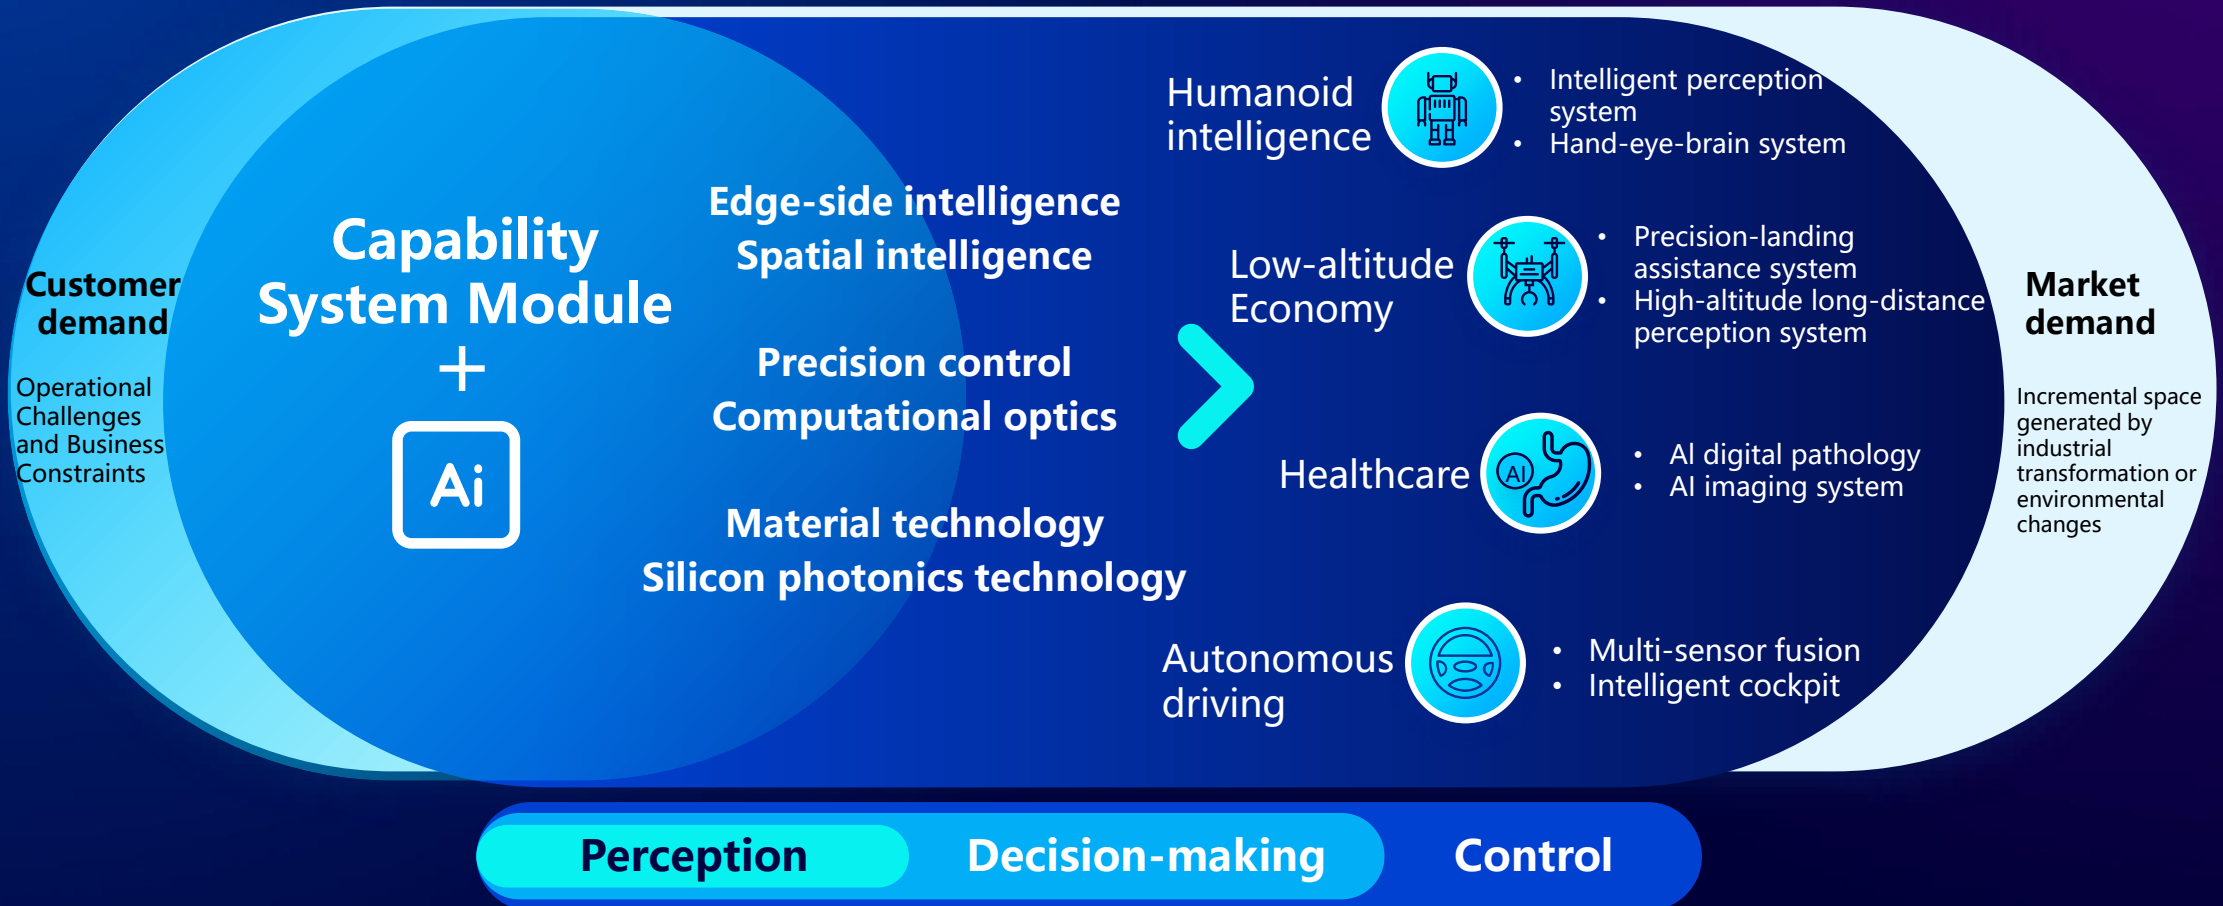 Customer
demand
Operational
Challenges
and Business
Constraints
Capability
System Module
+
Ai
Edge-side intelligence
Spatial intelligence
Precision control
Computational optics
Material technology
Silicon photonics technology
Humanoid
intelligence
• Intelligent perception
system
• Hand-eye-brain system
Low-altitude
Economy
• Precision-landing
assistance system
• High-altitude long-distance
perception system
Healthcare
AI
• AI digital pathology
• AI imaging system
Autonomous
driving
• Multi-sensor fusion
• Intelligent cockpit
Market
demand
Incremental space
generated by
industrial
transformation or
environmental
changes
Perception
Decision-making
Control